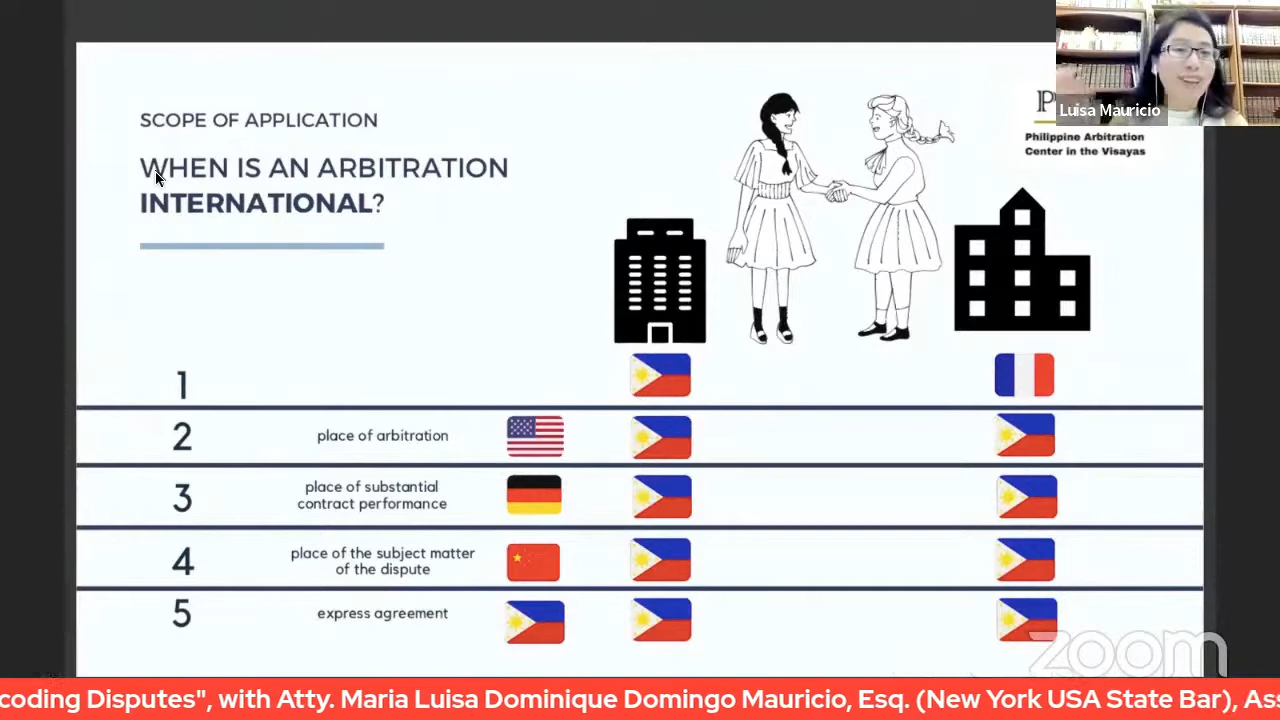 SCOPE OF APPLICATION
WHEN IS AN ARBITRATION
INTERNATIONAL?
Luisa Mauricio
Philippine Arbitration
Center in the Visayas
1
2
place of arbitration
3
place of substantial
contract performance
4
place of the subject matter
of the dispute
5
express agreement
zoom
coding Disputes", with Atty. Maria Luisa Dominique Domingo Mauricio, Esq. (New York USA State Bar),